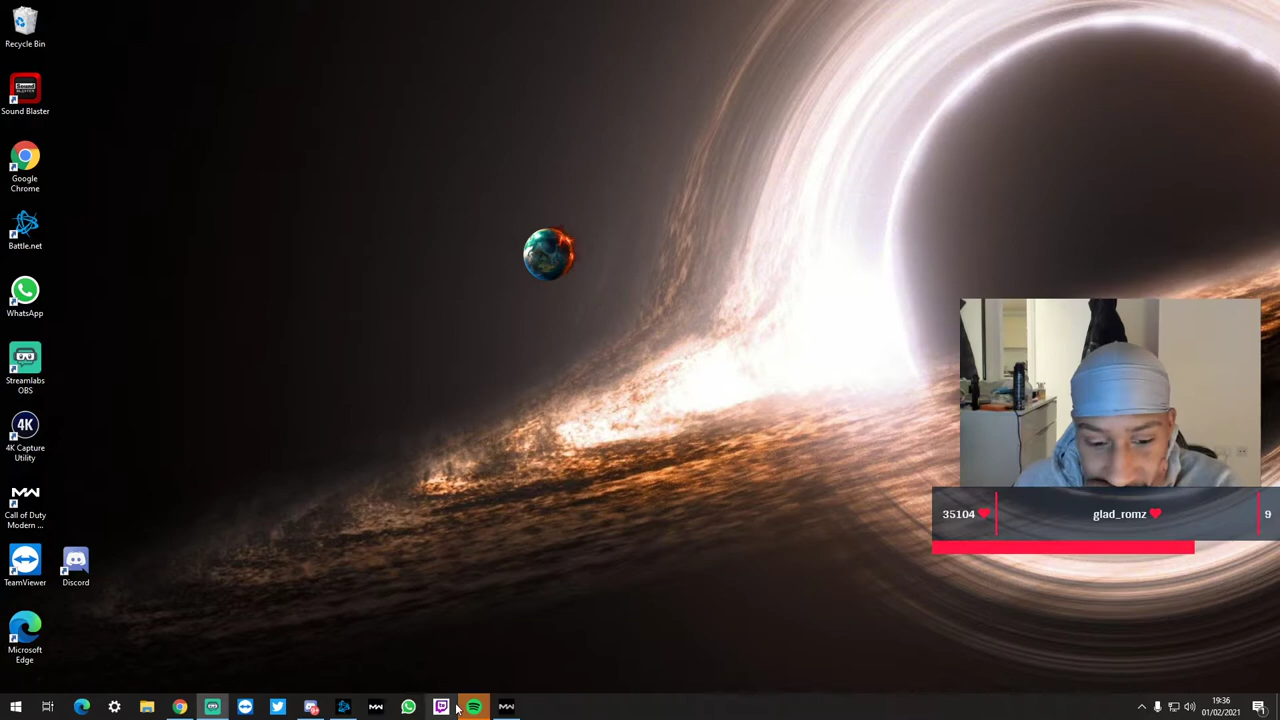 Recycle Bin
Sound Blaster
Google
Chrome
Battle.net
WhatsApp
Streamlabs
OBS
4K
4K Capture
Utility
Call of Duty
Modern ...
TeamViewer
Discord
Microsoft
Edge
35104
glad_romz
9
19:36
01/02/2021